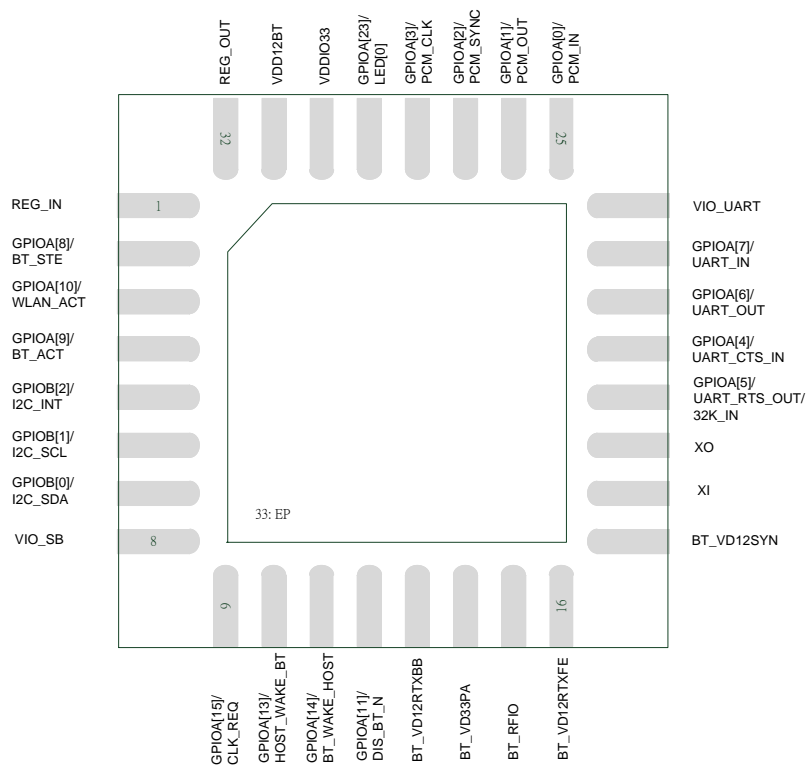 REG_OUT
VDD12BT
VDDIO33
GPIOA[23]/
LED[0]
GPIOA[3]/
PCM_CLK
GPIOA[2]/
PCM_SYNC
GPIOA[1]/
PCM_OUT
GPIOA[0]/
PCM_IN
32
25
REG_IN
1
GPIOA[8]/
BT_STE
GPIOA[10]/
WLAN_ACT
GPIOA[9]/
BT_ACT
GPIOB[2]/
I2C_INT
GPIOB[1]/
I2C_SCL
GPIOB[0]/
I2C_SDA
VIO_SB
8
33: EP
VIO_UART
GPIOA[7]/
UART_IN
GPIOA[6]/
UART_OUT
GPIOA[4]/
UART_CTS_IN
GPIOA[5]/
UART_RTS_OUT/
32K_IN
XO
XI
BT_VD12SYN
9
16
GPIOA[15]/
CLK_REQ
GPIOA[13]/
HOST_WAKE_BT
GPIOA[14]/
BT_WAKE_HOST
GPIOA[11]/
DIS_BT_N
BT_VD12RTXBB
BT_VD33PA
BT_RFIO
BT_VD12RTXFE